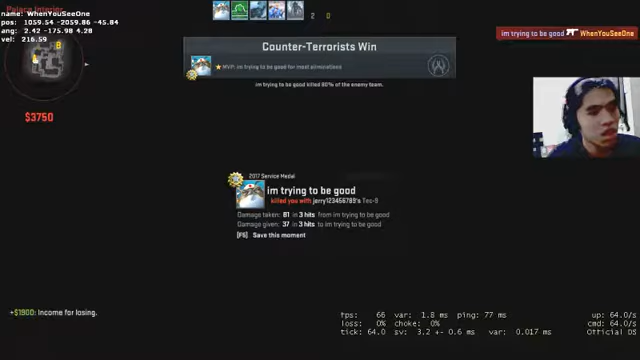 Palace Interior
name: WhenYouSeeOne
pos: 1059.54 -2059.86 -45.84
ang: 2.42 -175.98 4.28
vel: 216.59
B
2 0
im trying to be good WhenYouSeeOne
Counter-Terrorists Win
★ MVP: im trying to be good for most eliminations
im trying to be good killed 80% of the enemy team.
$3750
2017 Service Medal
im trying to be good
killed you with jerry123456789's Tec-9
Damage taken: 81 in 3 hits from im trying to be good
Damage given: 37 in 3 hits to im trying to be good
[F5] Save this moment
+$1900: Income for losing.
fps: 66 var: 1.8 ms ping: 77 ms
loss: 0% choke: 0%
tick: 64.0 sv: 3.2 +- 0.6 ms var: 0.017 ms
up: 64.0/s
cmd: 64.0/s
Official DS